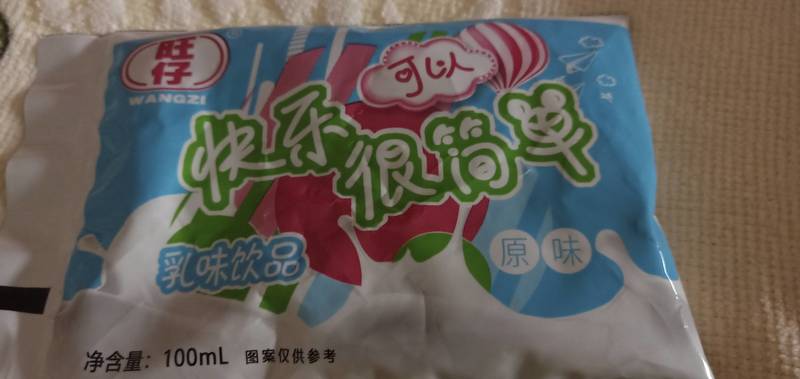 旺仔
WANGZI
®
可以
快乐很简单
乳味饮品
原味
净含量：100mL 图案仅供参考